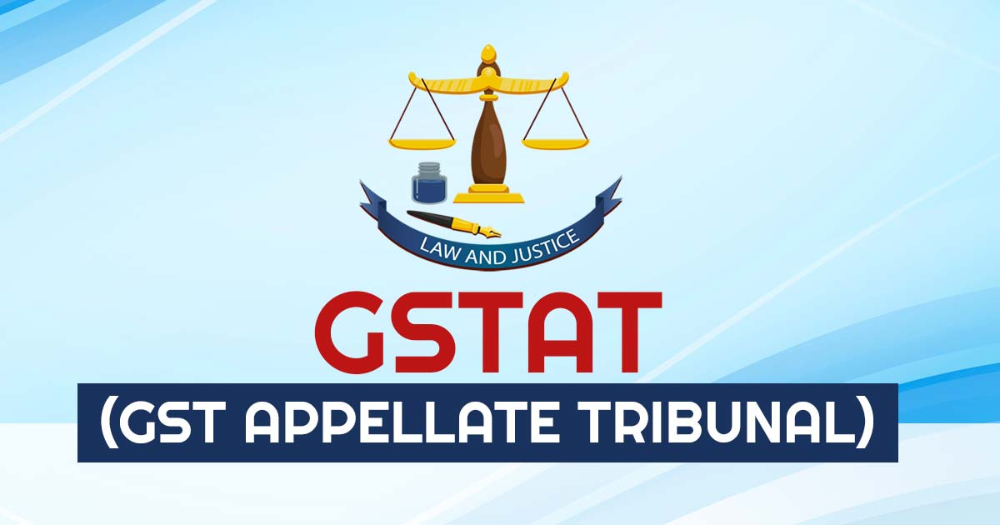 LAW AND JUSTICE
GSTAT
(GST APPELLATE TRIBUNAL)